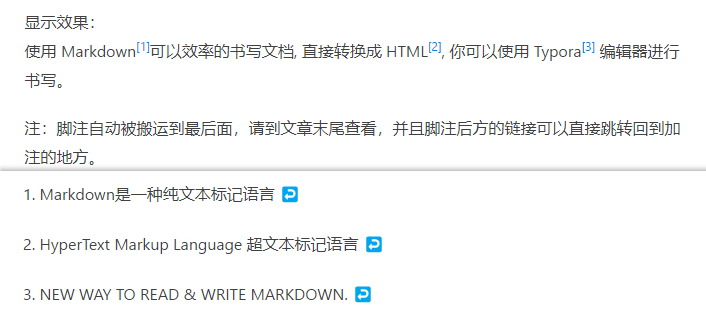 显示效果：
使用 Markdown[1]可以效率的书写文档, 直接转换成 HTML[2], 你可以使用 Typora[3] 编辑器进行
书写。
注：脚注自动被搬运到最后面，请到文章末尾查看，并且脚注后方的链接可以直接跳转回到加
注的地方。
1. Markdown是一种纯文本标记语言 ↩
2. HyperText Markup Language 超文本标记语言 ↩
3. NEW WAY TO READ & WRITE MARKDOWN. ↩